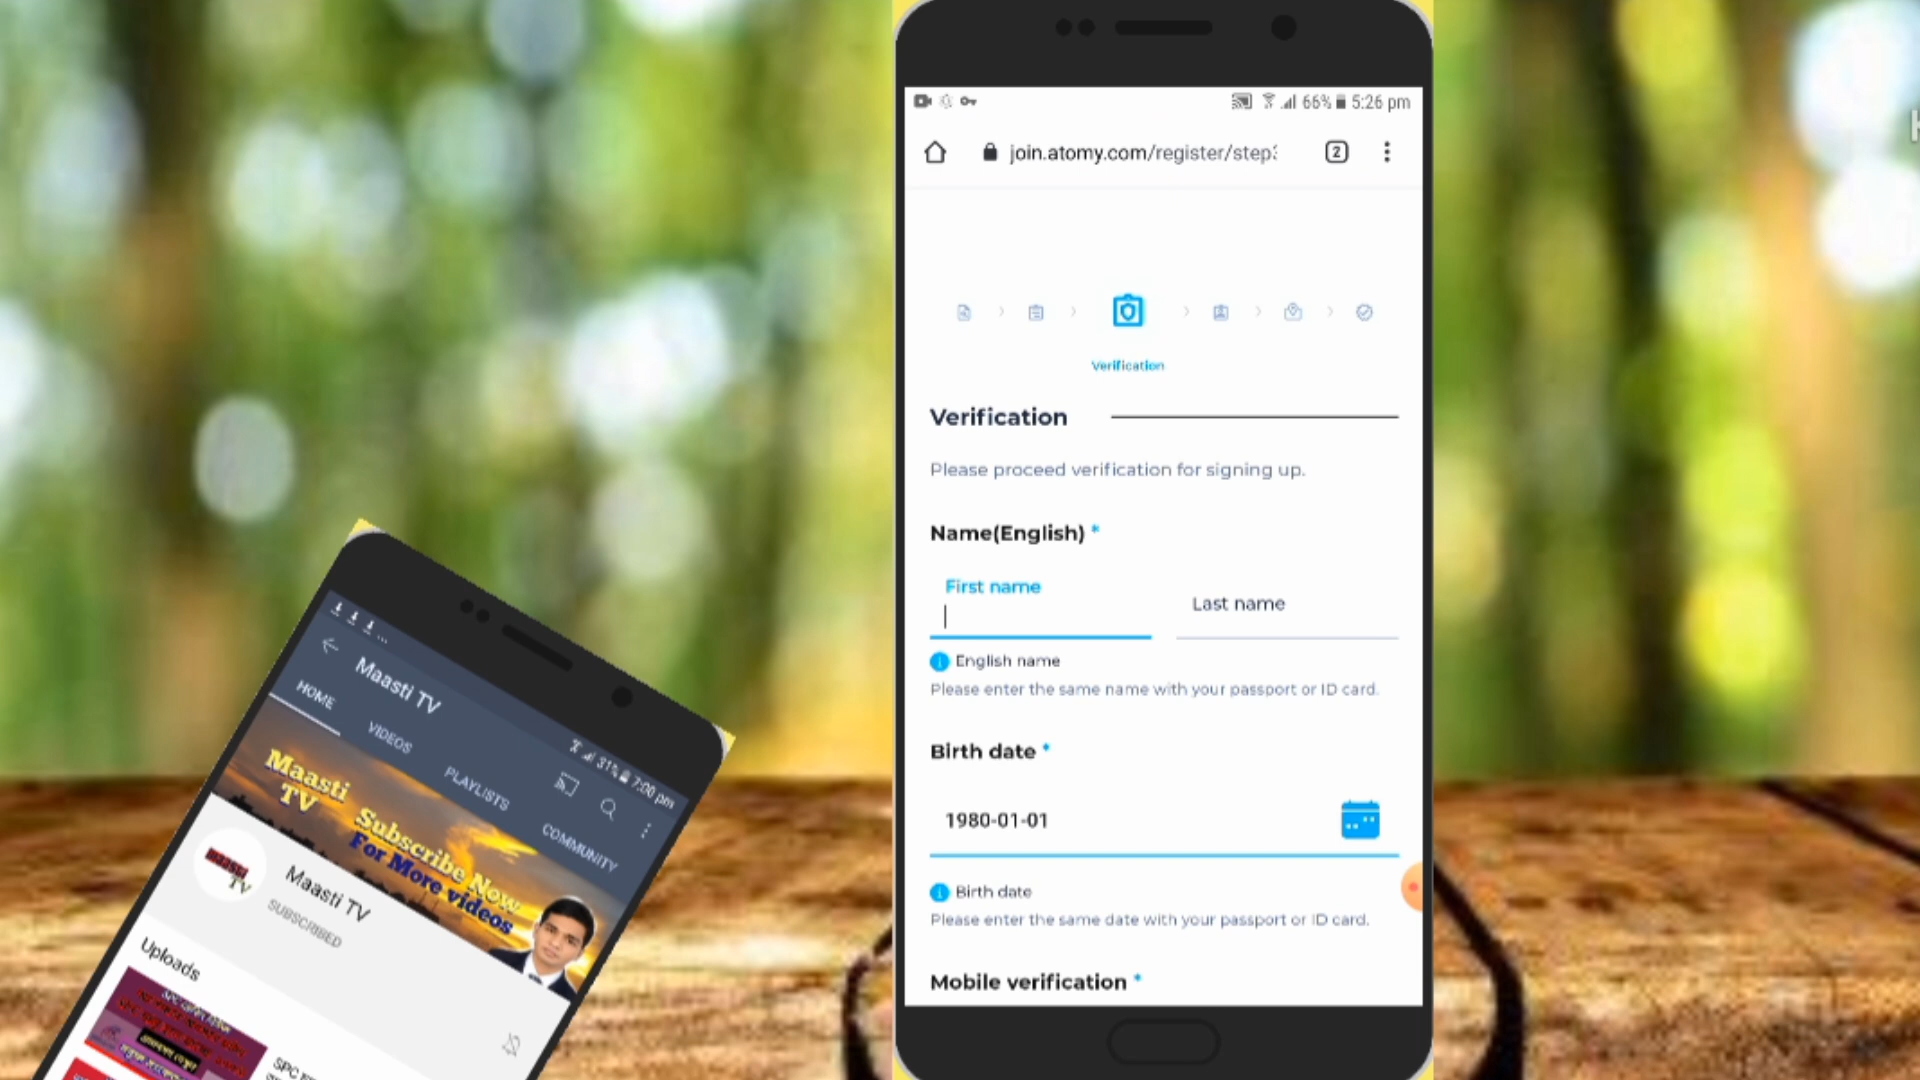 66% 5:26 pm
join.atomy.com/register/step
2
Verification
Verification
Please proceed verification for signing up.
Name(English) *
First name
Last name
English name
Please enter the same name with your passport or ID card.
Birth date *
1980-01-01
Birth date
Please enter the same date with your passport or ID card.
Mobile verification *
31% 7:00 pm
Maasti TV
HOME
VIDEOS
PLAYLISTS
COMMUNITY
Maasti
TV
Subscribe Now
For More videos
Maasti TV
Maasti TV
SUBSCRIBED
Uploads
SPC